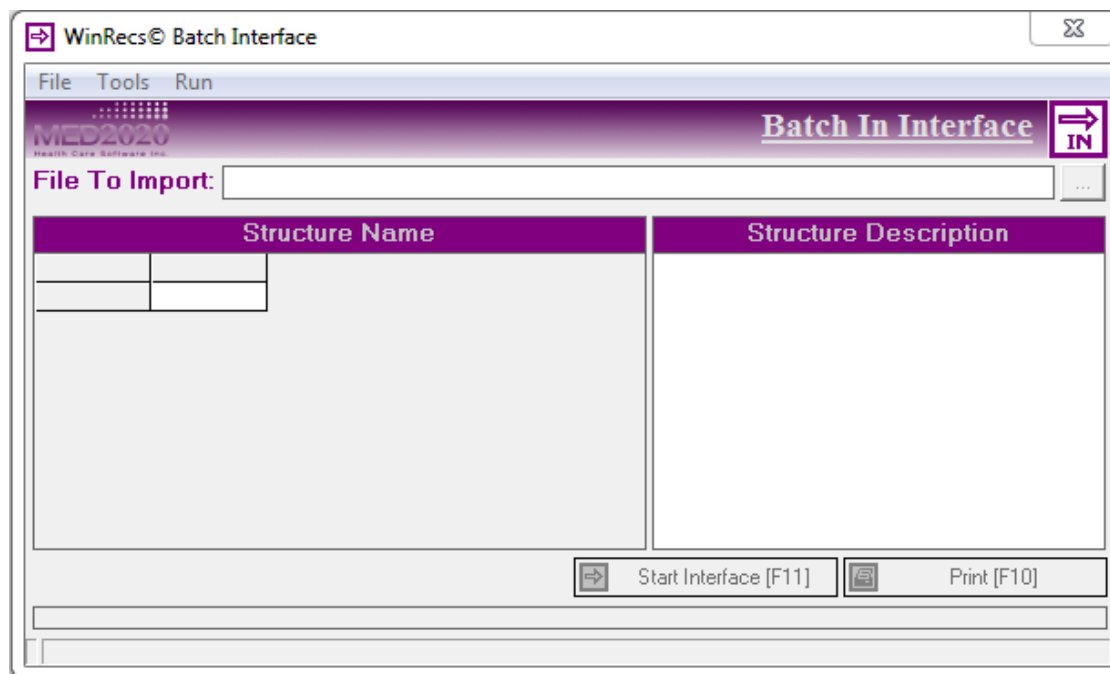 WinRecs© Batch Interface
File Tools Run
MED2020
Health Care Software Inc.
Batch In Interface
IN
File To Import:
...
Structure Name
Structure Description
Start Interface [F11]
Print [F10]